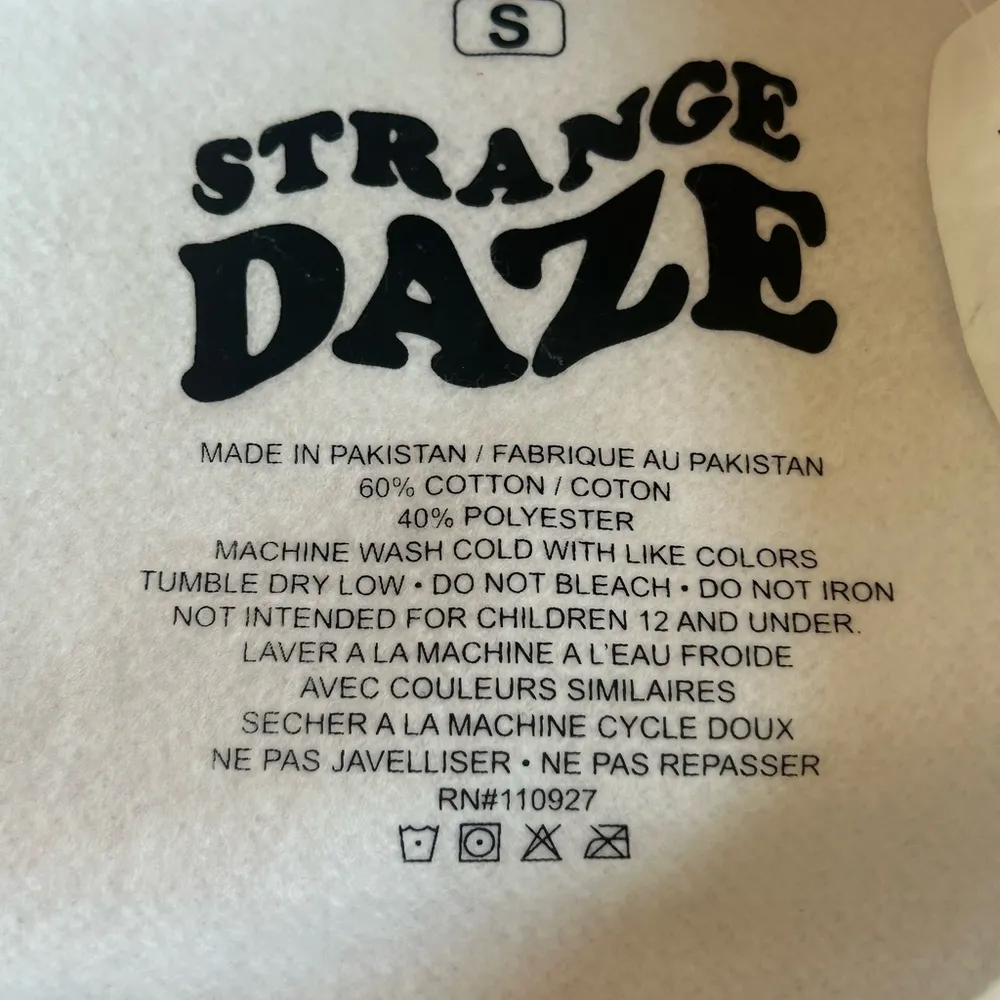 S
STRANGE
DAZE
MADE IN PAKISTAN / FABRIQUE AU PAKISTAN
60% COTTON / COTON
40% POLYESTER
MACHINE WASH COLD WITH LIKE COLORS
TUMBLE DRY LOW • DO NOT BLEACH • DO NOT IRON
NOT INTENDED FOR CHILDREN 12 AND UNDER.
LAVER A LA MACHINE A L'EAU FROIDE
AVEC COULEURS SIMILAIRES
SECHER A LA MACHINE CYCLE DOUX
NE PAS JAVELLISER • NE PAS REPASSER
RN#110927